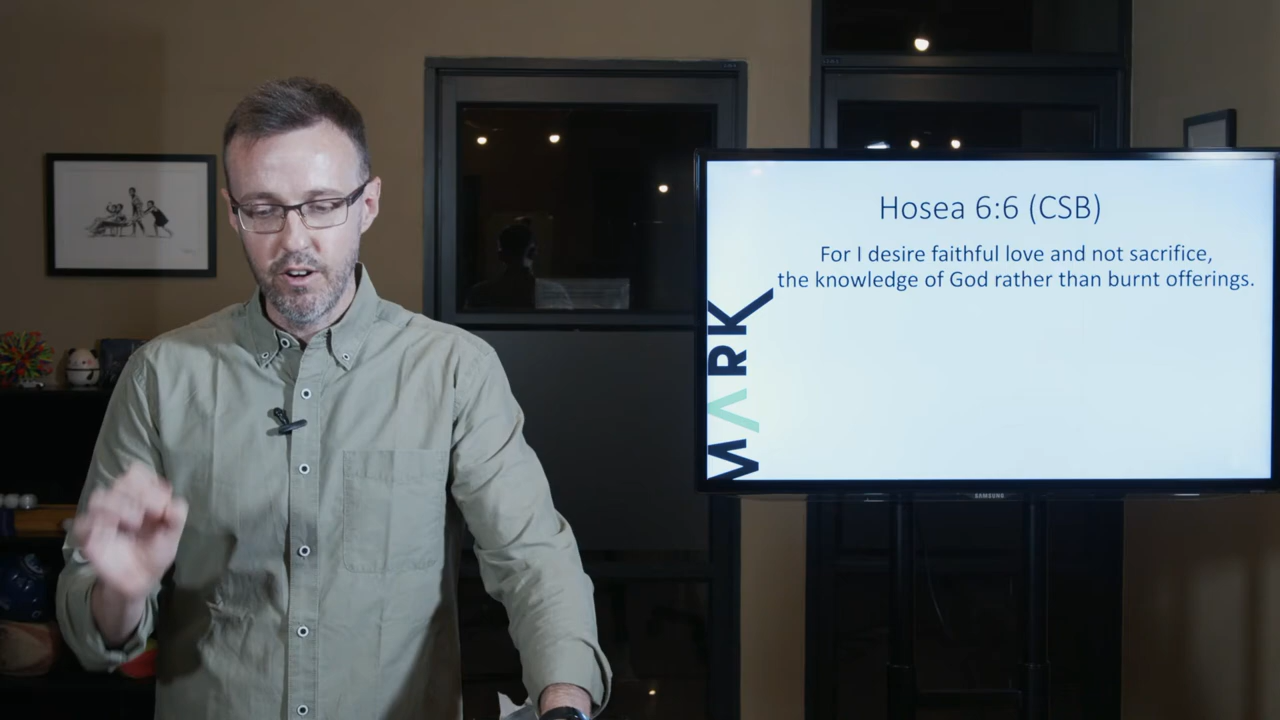 Hosea 6:6 (CSB)
For I desire faithful love and not sacrifice,
the knowledge of God rather than burnt offerings.
MARK
SAMSUNG